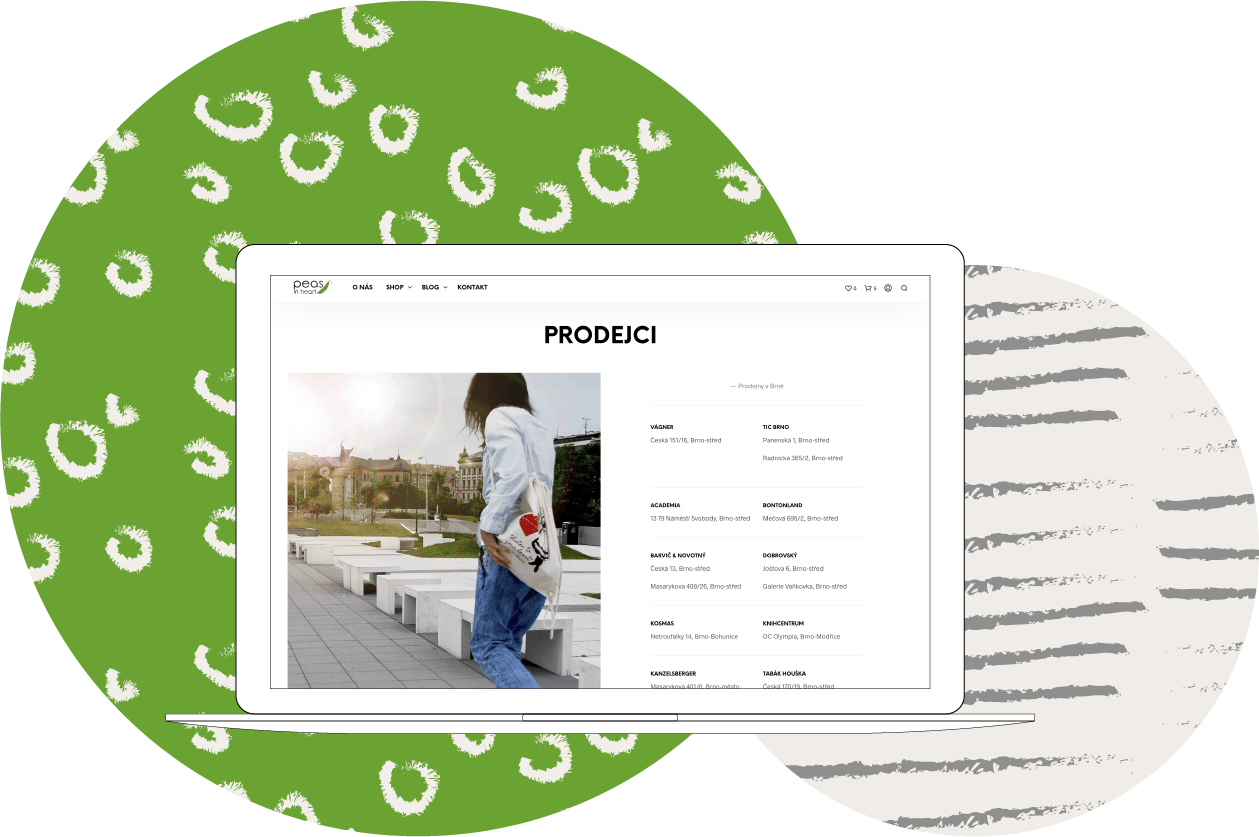 peas
in heart
O NÁS SHOP BLOG KONTAKT
0 5
PRODEJCI
— Prodejny v Brně
VÁGNER
Česká 151/16, Brno-střed
TIC BRNO
Panenská 1, Brno-střed
Radnická 365/2, Brno-střed
ACADEMIA
13 79 Náměstí Svobody, Brno-střed
BONTONLAND
Mečová 695/2, Brno-střed
BARVIČ & NOVOTNÝ
Česká 13, Brno-střed
Masarykova 409/26, Brno-střed
DOBROVSKÝ
Joštova 6, Brno-střed
Galerie Vaňkovka, Brno-střed
KOSMAS
Netroufalky 14, Brno-Bohunice
KNIHCENTRUM
OC Olympia, Brno-Modřice
KANZELSBERGER
Masarykova 401/6, Brno-město
TABÁK HOUŠKA
Česká 170/19, Brno-střed